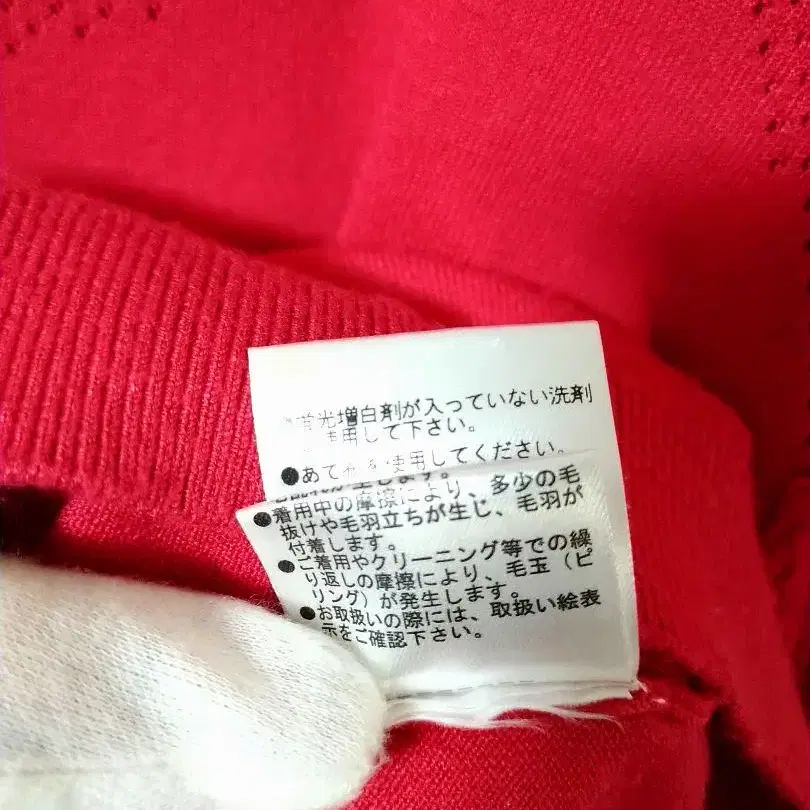 蛍光増白剤が入っていない洗剤
使用して下さい。
●あて布を使用してください。
が生じます。
●着用中の摩擦により、多少の毛
抜けや毛羽立ちが生じ、毛羽が
付着します。
●ご着用やクリーニング等での繰
り返しの摩擦により、毛玉（ピ
リング）が発生します。
●お取扱いの際には、取扱い絵表
示をご確認下さい。